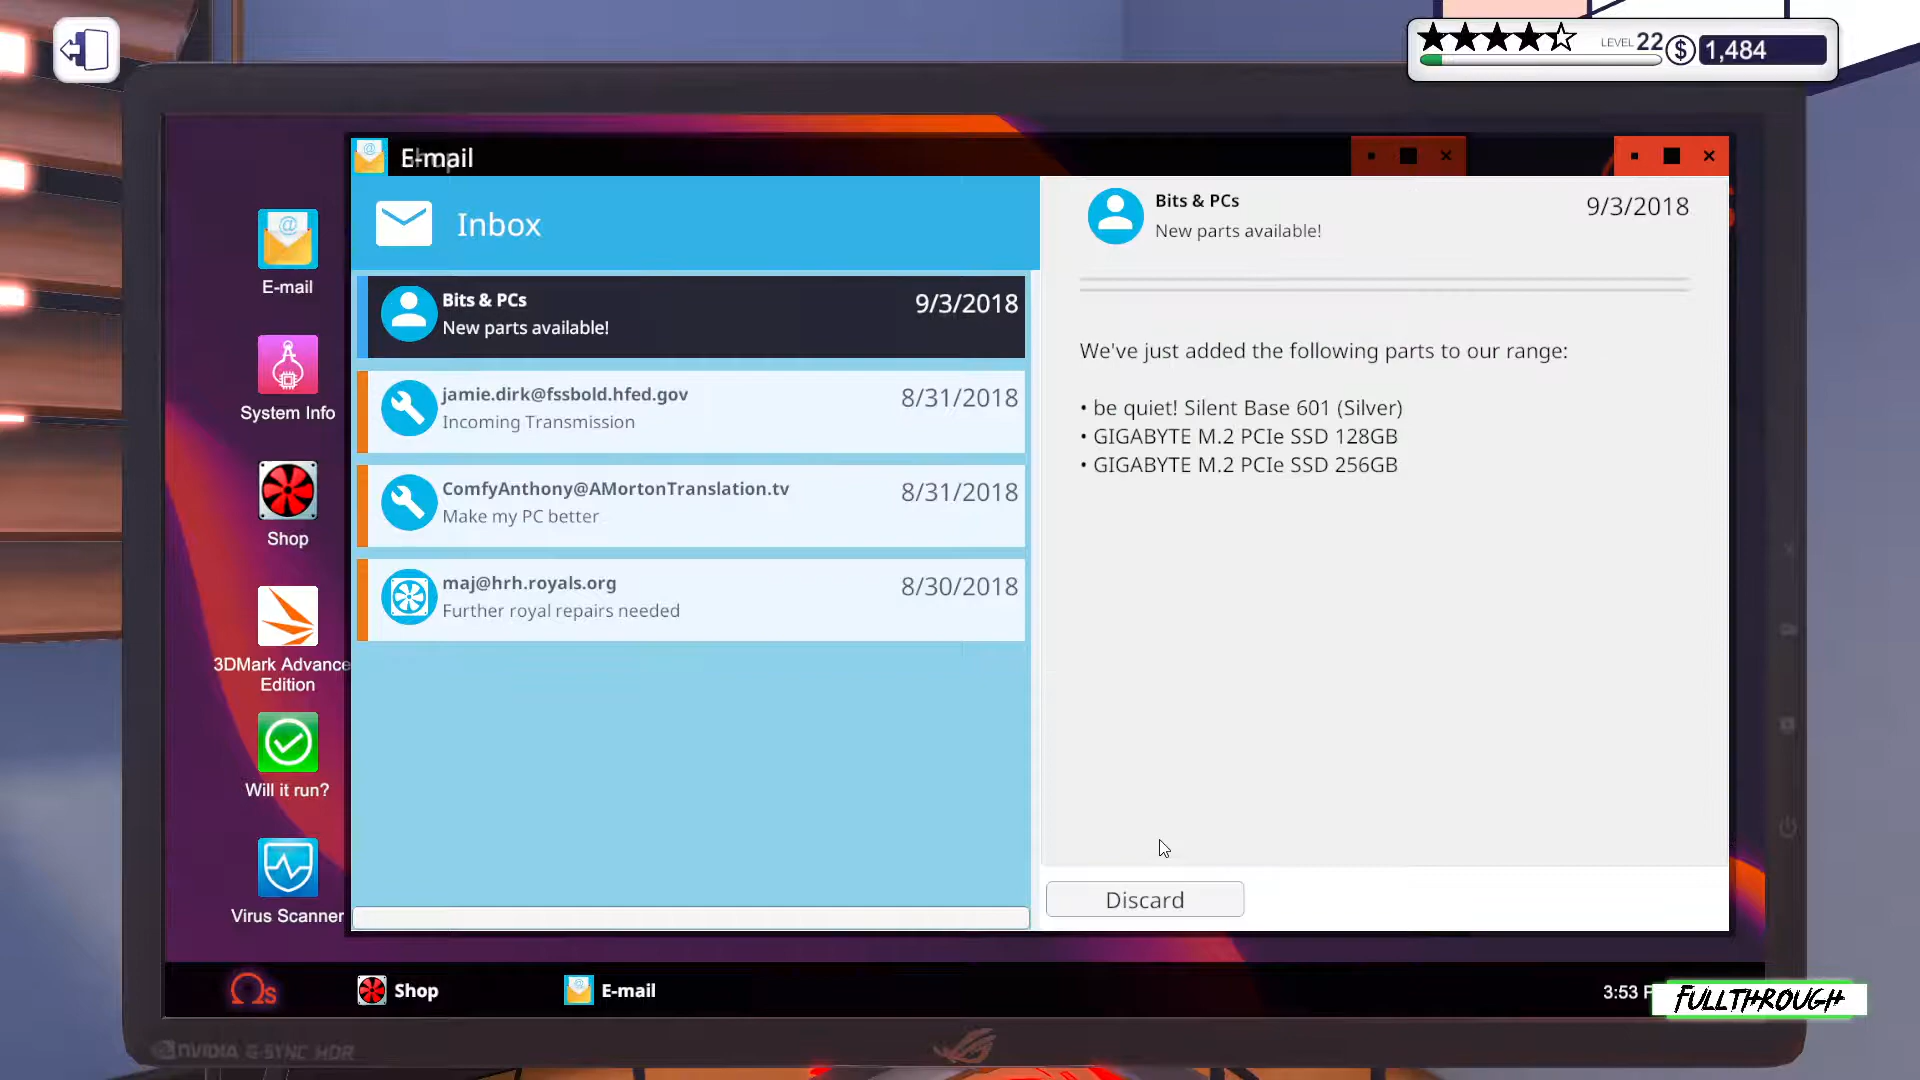 LEVEL 22
$ 1,484
E-mail
Inbox
Bits & PCs
9/3/2018
New parts available!
jamie.dirk@fssbold.hfed.gov
8/31/2018
Incoming Transmission
ComfyAnthony@AMortonTranslation.tv
8/31/2018
Make my PC better
maj@hrh.royals.org
8/30/2018
Further royal repairs needed
Bits & PCs
9/3/2018
New parts available!
We've just added the following parts to our range:
• be quiet! Silent Base 601 (Silver)
• GIGABYTE M.2 PCIe SSD 128GB
• GIGABYTE M.2 PCIe SSD 256GB
Discard
E-mail
System Info
Shop
3DMark Advance
Edition
Will it run?
Virus Scanner
Ωs
Shop
E-mail
3:53 P
FULLTHROUGH
NVIDIA G-SYNC HDR